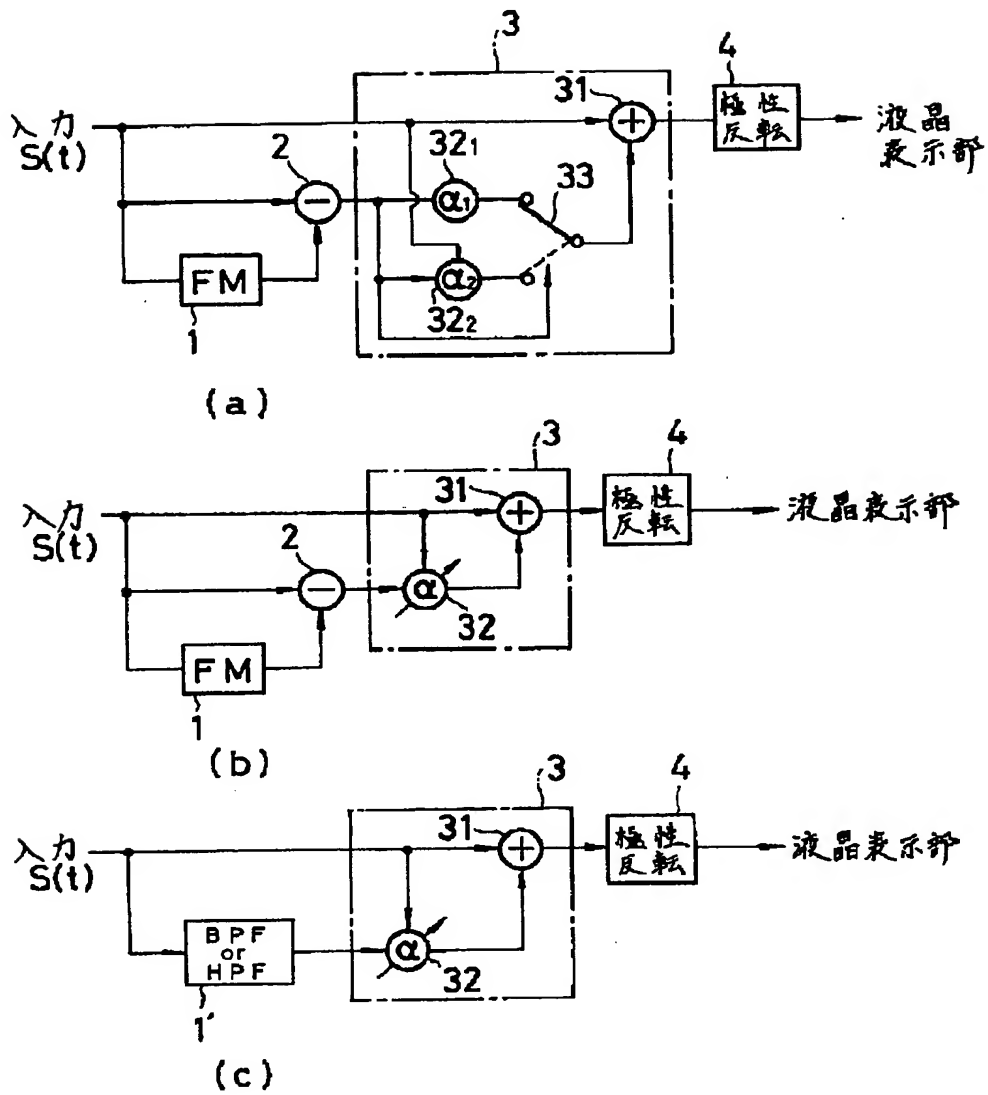 3
4
31
極性
反転
入力
S(t)
液晶
表示部
2
32₁
α₁
33
+
−
α₂
32₂
FM
1
(a)
3
4
31
極性
反転
入力
S(t)
液晶表示部
2
+
−
α
32
FM
1
(b)
3
4
31
極性
反転
入力
S(t)
液晶表示部
+
BPF
or
HPF
α
32
1'
(c)